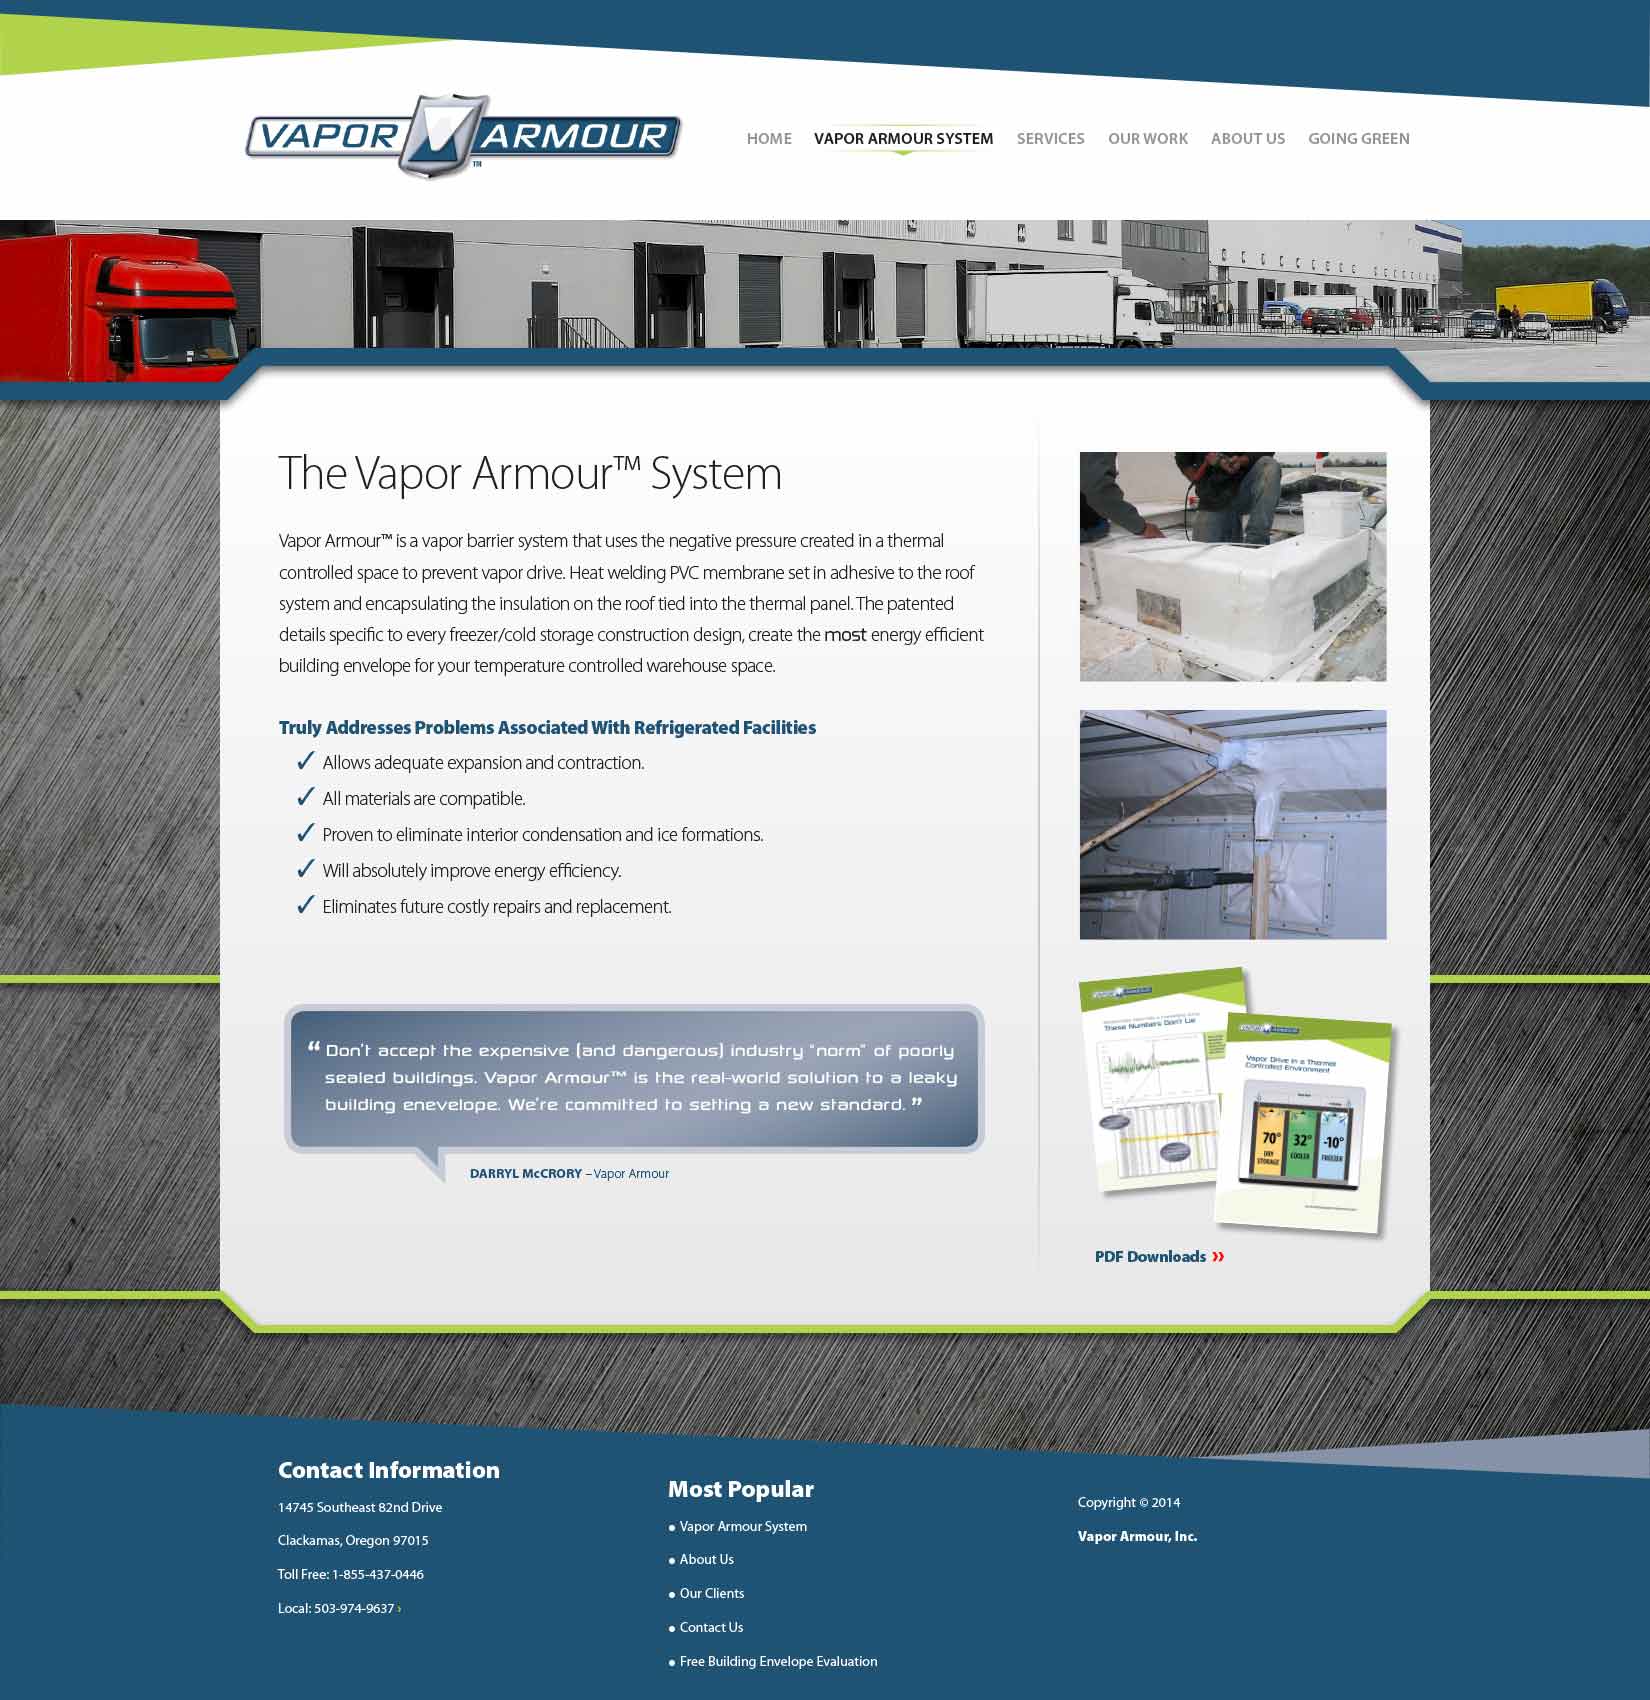 VAPOR ARMOUR ™
HOME VAPOR ARMOUR SYSTEM SERVICES OUR WORK ABOUT US GOING GREEN
The Vapor Armour™ System
Vapor Armour™ is a vapor barrier system that uses the negative pressure created in a thermal
controlled space to prevent vapor drive. Heat welding PVC membrane set in adhesive to the roof
system and encapsulating the insulation on the roof tied into the thermal panel. The patented
details specific to every freezer/cold storage construction design, create the most energy efficient
building envelope for your temperature controlled warehouse space.
Truly Addresses Problems Associated With Refrigerated Facilities
✓ Allows adequate expansion and contraction.
✓ All materials are compatible.
✓ Proven to eliminate interior condensation and ice formations.
✓ Will absolutely improve energy efficiency.
✓ Eliminates future costly repairs and replacement.
“ Don't accept the expensive (and dangerous) industry "norm" of poorly
sealed buildings. Vapor Armour™ is the real-world solution to a leaky
building enevelope. We're committed to setting a new standard. ”
DARRYL McCRORY – Vapor Armour
VAPOR ARMOUR
These Numbers Don't Lie
VAPOR ARMOUR
Vapor Drive in a Thermal
Controlled Environment
70° 32° -10°
DRY STORAGE COOLER FREEZER
PDF Downloads »
Contact Information
14745 Southeast 82nd Drive
Clackamas, Oregon 97015
Toll Free: 1-855-437-0446
Local: 503-974-9637 ›
Most Popular
● Vapor Armour System
● About Us
● Our Clients
● Contact Us
● Free Building Envelope Evaluation
Copyright © 2014
Vapor Armour, Inc.